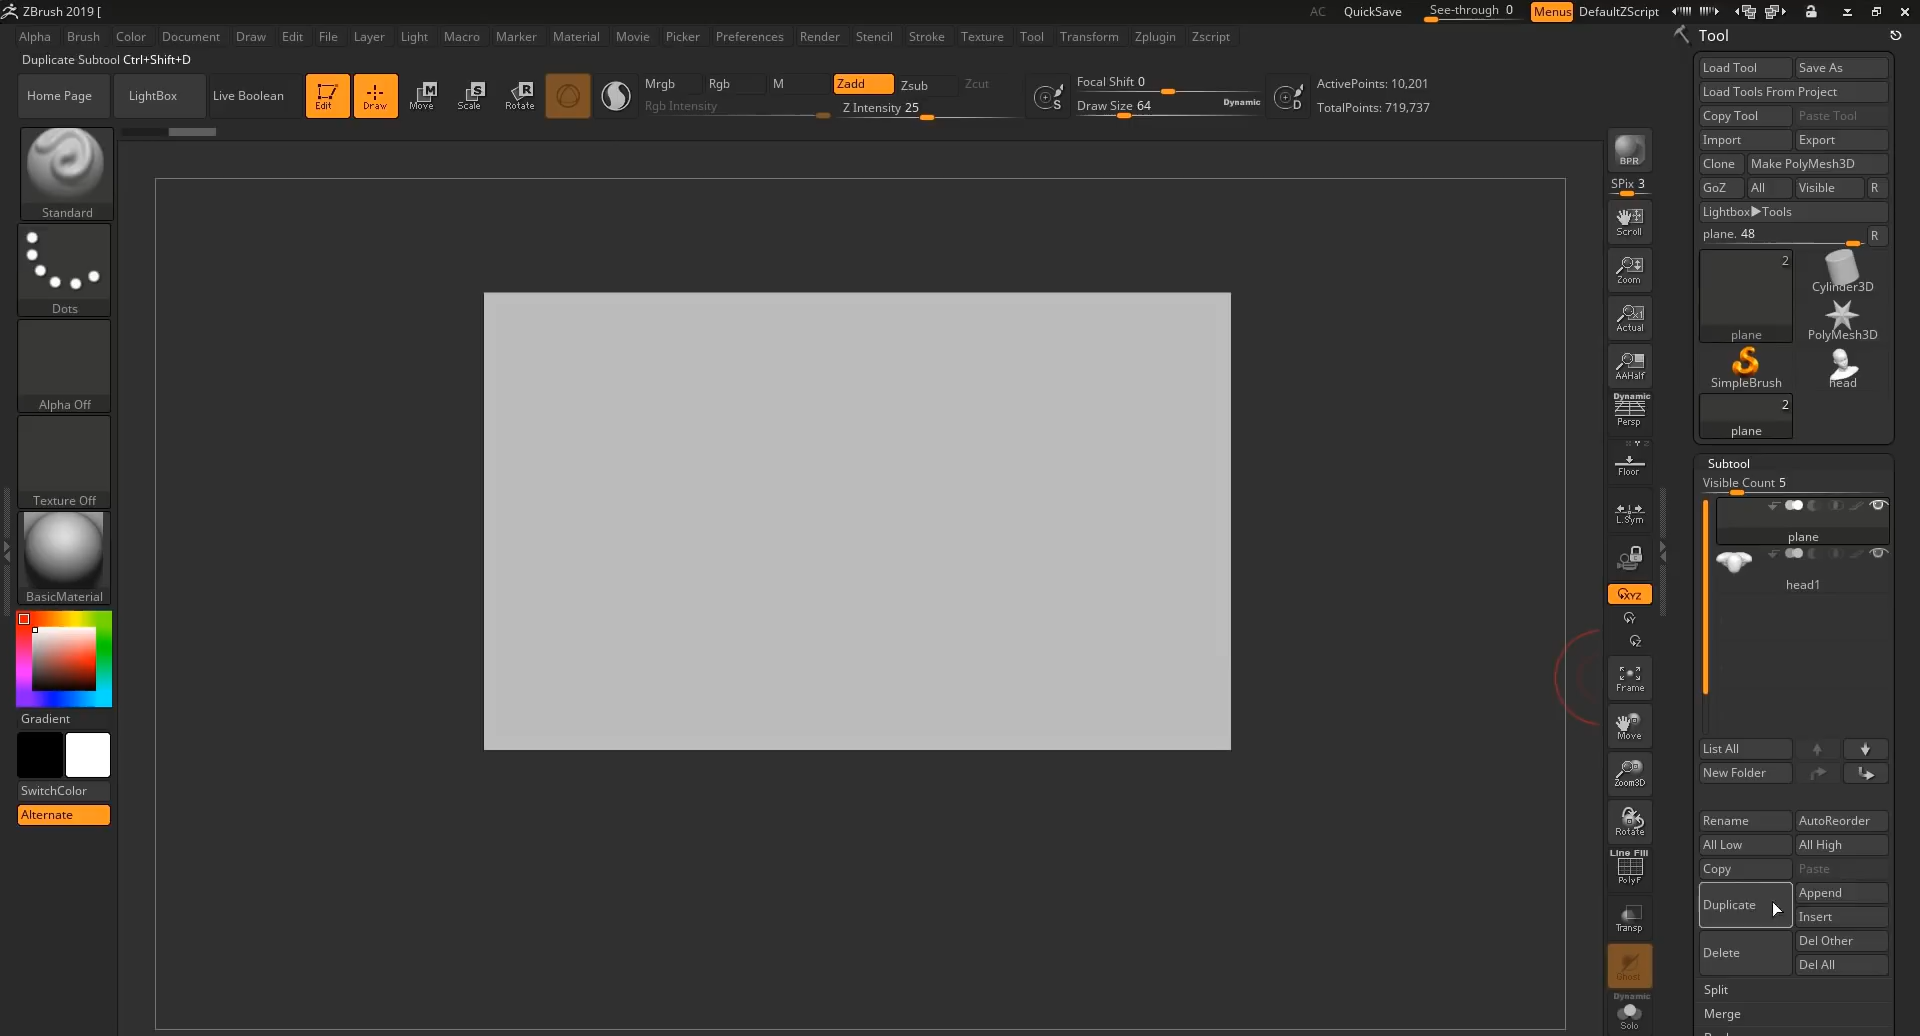 ZBrush 2019 [
AC QuickSave See-through 0 Menus DefaultZScript
Alpha Brush Color Document Draw Edit File Layer Light Macro Marker Material Movie Picker Preferences Render Stencil Stroke Texture Tool Transform Zplugin Zscript
Duplicate Subtool Ctrl+Shift+D
Home Page LightBox Live Boolean Edit Draw Move Scale Rotate
Mrgb Rgb M Zadd Zsub Zcut
Rgb Intensity Z Intensity 25
Focal Shift 0
Draw Size 64 Dynamic
ActivePoints: 10,201
TotalPoints: 719,737
Standard
Dots
Alpha Off
Texture Off
BasicMaterial
Gradient
SwitchColor
Alternate
BPR
SPix 3
Scroll
Zoom
Actual
AAHalf
Dynamic
Persp
Floor
L.Sym
XYZ
Y
Z
Frame
Move
Zoom3D
Rotate
Line Fill
PolyF
Transp
Ghost
Dynamic
Solo
Tool
Load Tool Save As
Load Tools From Project
Copy Tool Paste Tool
Import Export
Clone Make PolyMesh3D
GoZ All Visible R
Lightbox▶Tools
plane. 48 R
2
Cylinder3D
plane PolyMesh3D
SimpleBrush head
2
plane
Subtool
Visible Count 5
plane
head1
List All
New Folder
Rename AutoReorder
All Low All High
Copy Paste
Duplicate Append
Insert
Delete Del Other
Del All
Split
Merge